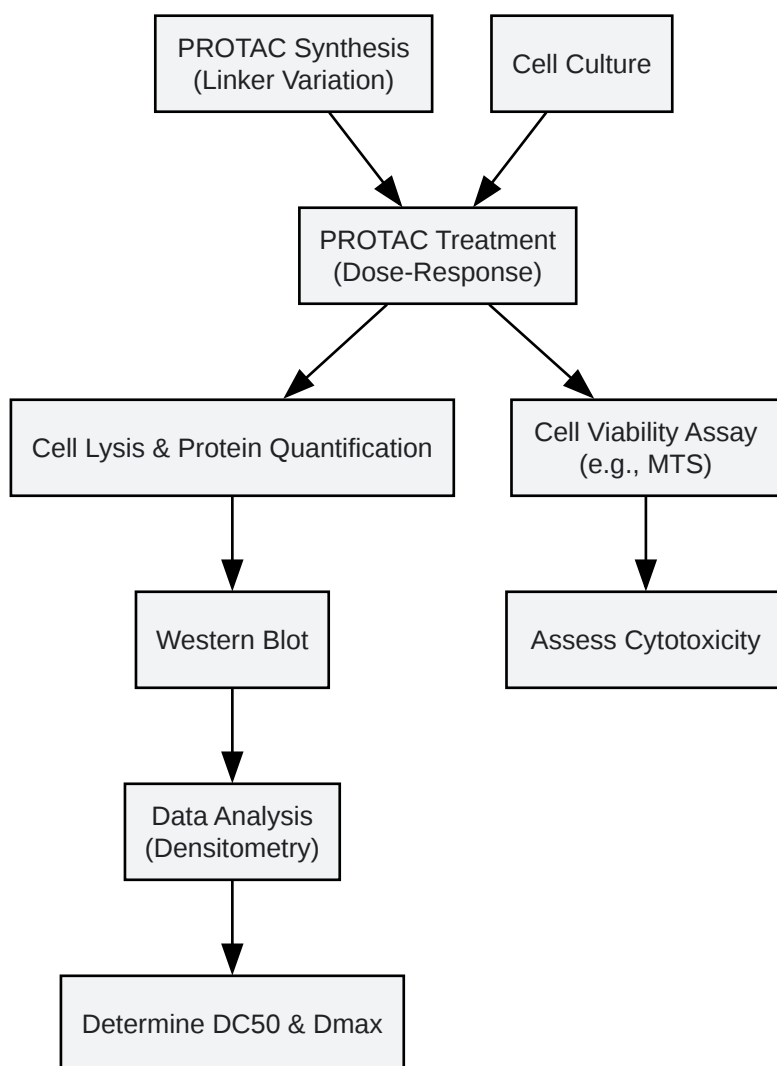 PROTAC Synthesis
(Linker Variation)
Cell Culture
PROTAC Treatment
(Dose-Response)
Cell Lysis & Protein Quantification
Cell Viability Assay
(e.g., MTS)
Western Blot
Assess Cytotoxicity
Data Analysis
(Densitometry)
Determine DC50 & Dmax